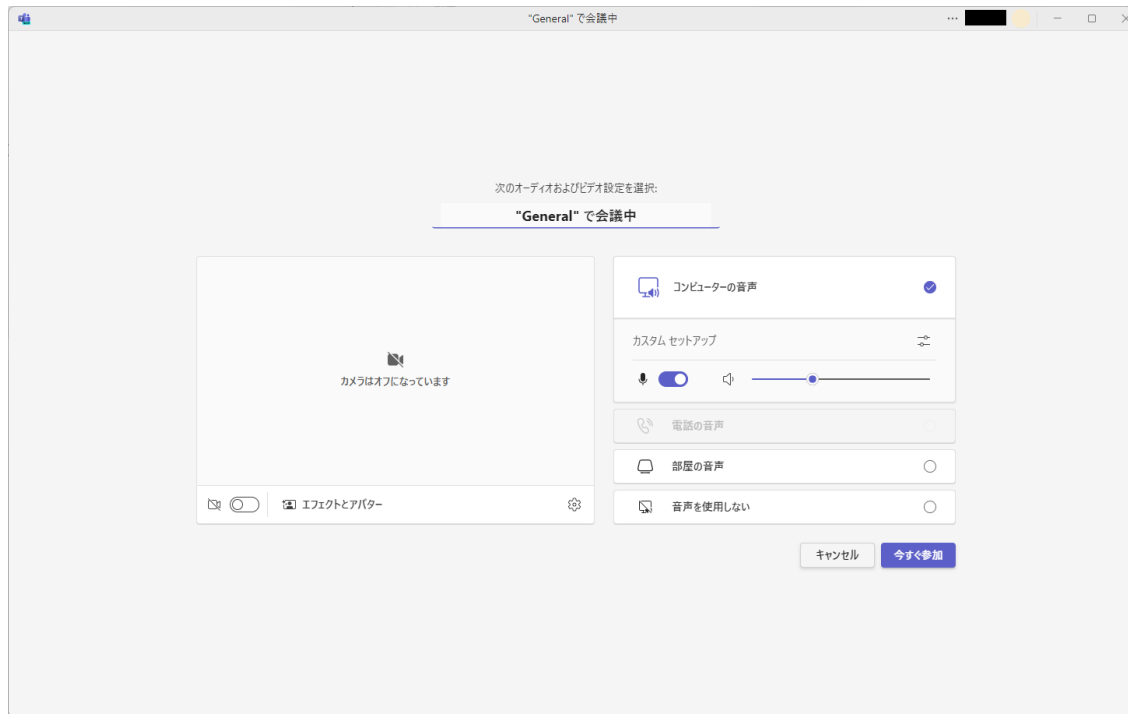 "General" で会議中
次のオーディオおよびビデオ設定を選択:
"General" で会議中
カメラはオフになっています
エフェクトとアバター
コンピューターの音声
カスタム セットアップ
電話の音声
部屋の音声
音声を使用しない
キャンセル
今すぐ参加